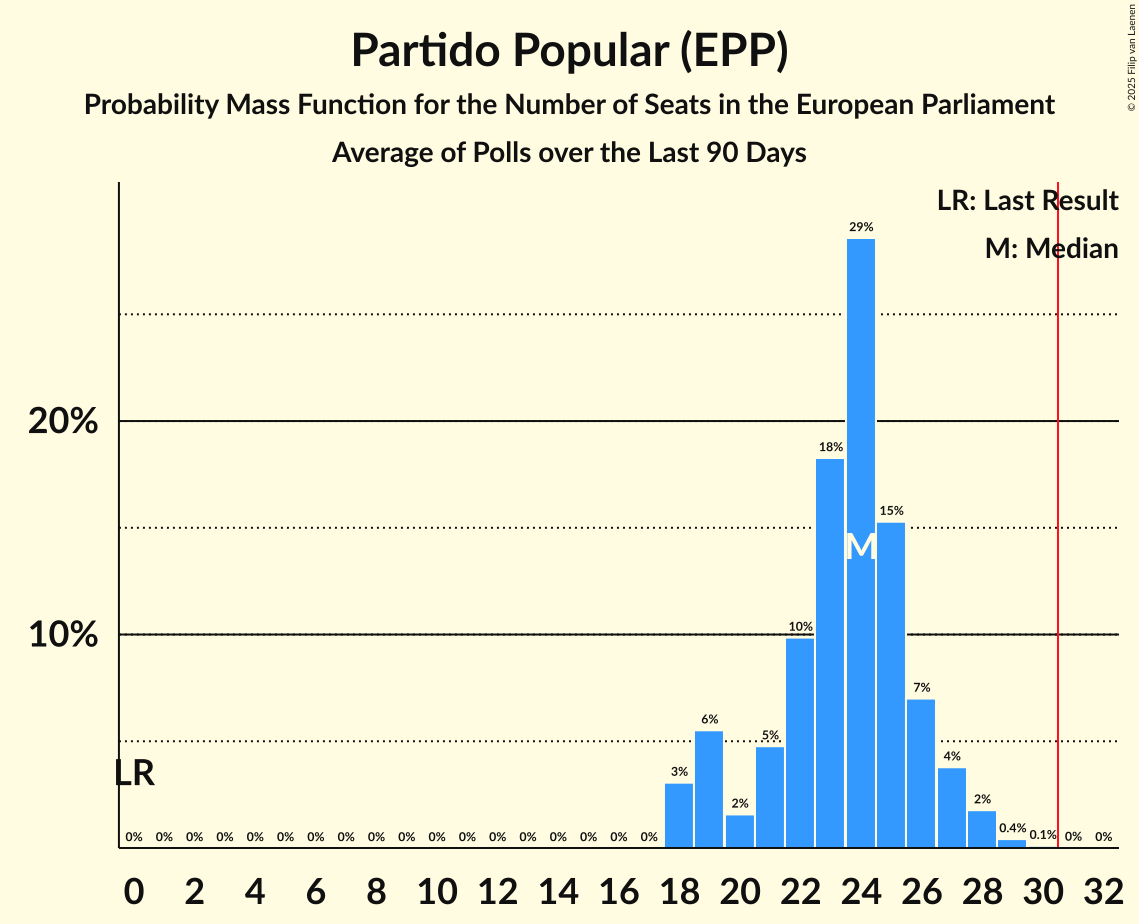 Partido Popular (EPP)
Probability Mass Function for the Number of Seats in the European Parliament
Average of Polls over the Last 90 Days
© 2025 Filip van Laenen
LR: Last Result
M: Median
29%
20%
18%
15%
M
10%
10%
7%
6%
5%
4%
3%
2%
2%
LR
0% 0% 0% 0% 0% 0% 0% 0% 0% 0% 0% 0% 0% 0% 0% 0% 0% 0% 0.4% 0.1% 0% 0%
0 2 4 6 8 10 12 14 16 18 20 22 24 26 28 30 32